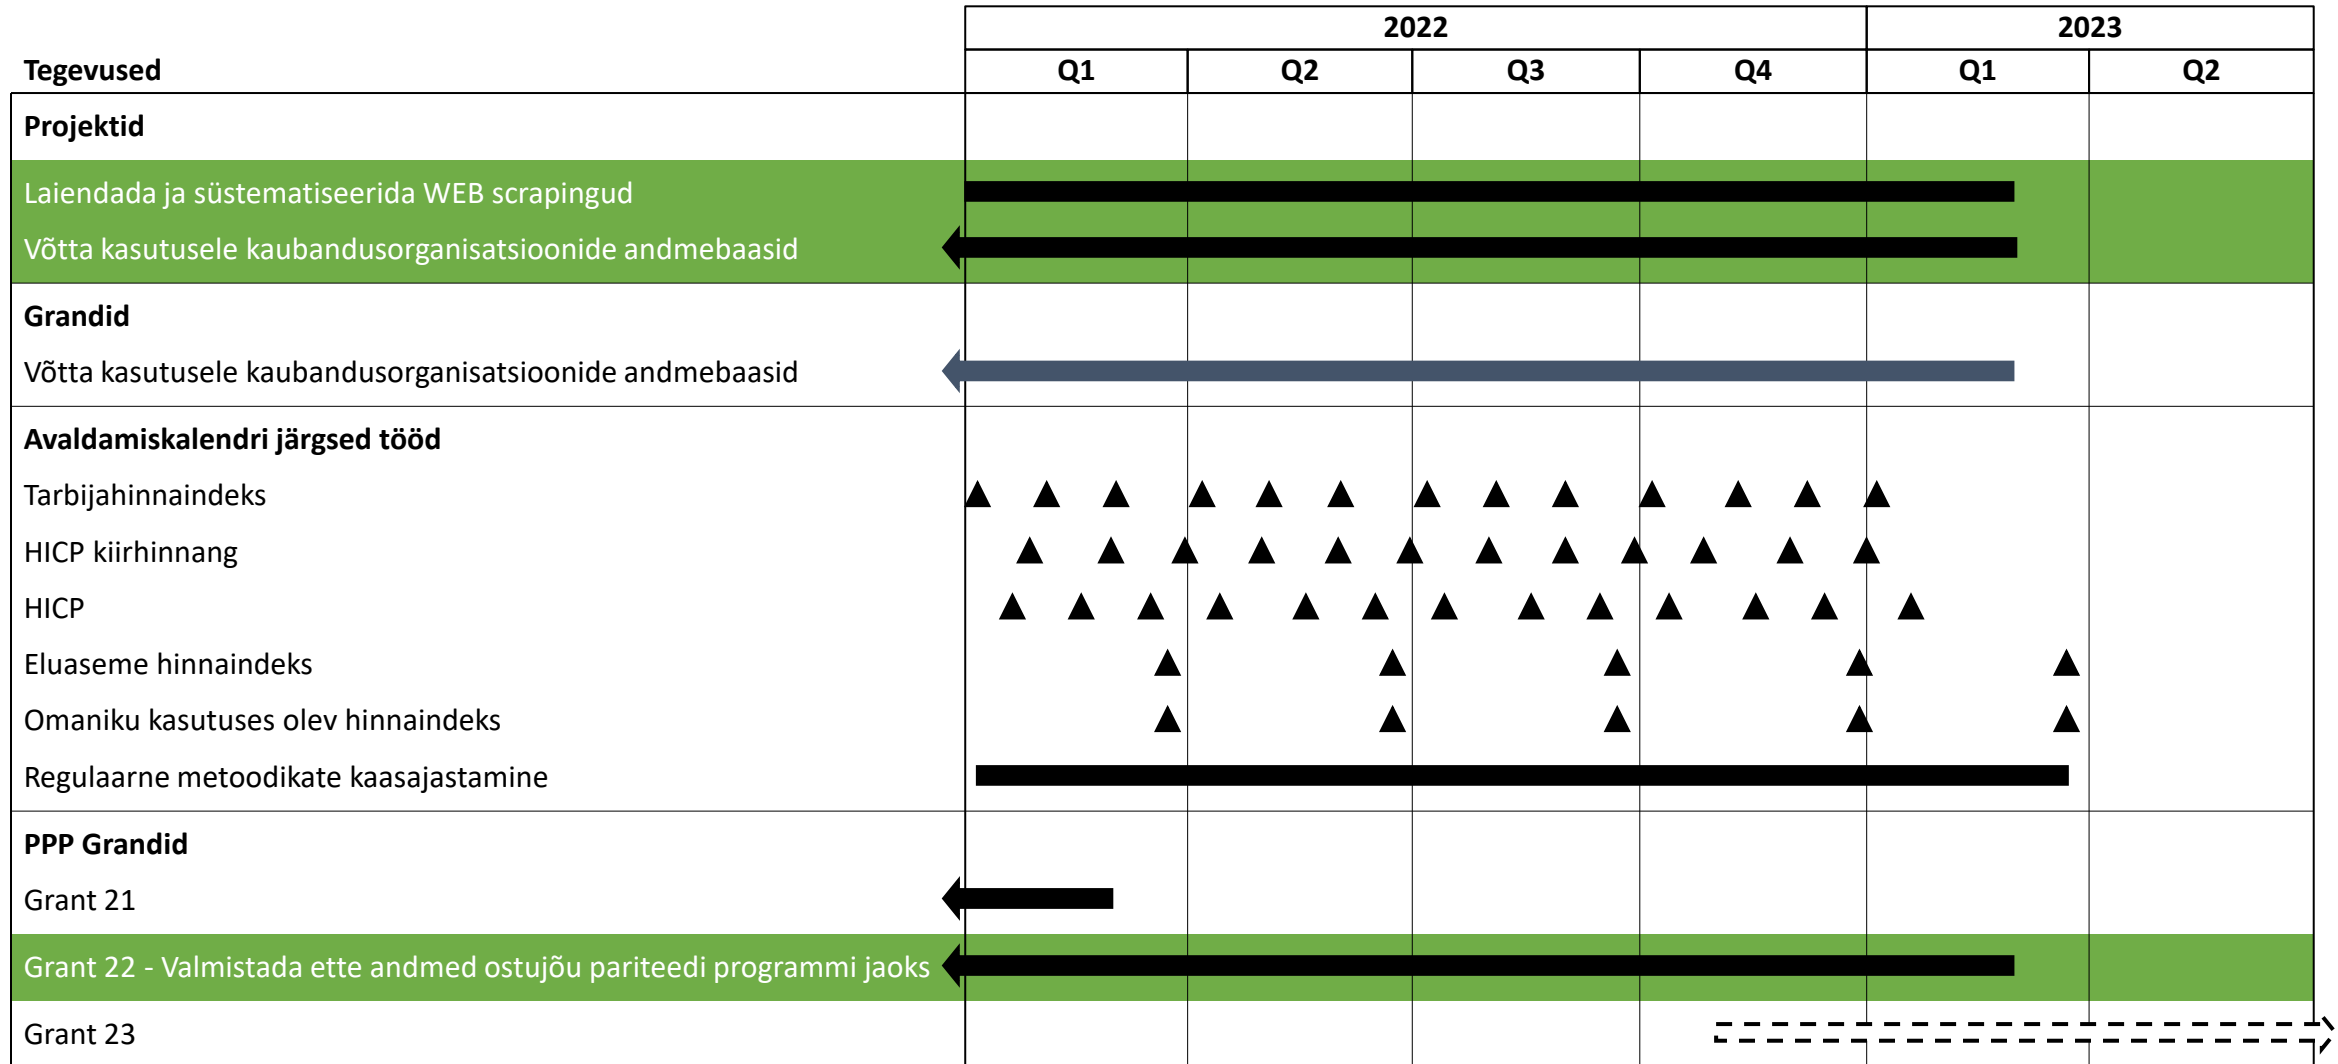 2022 2023
Tegevused Q1 Q2 Q3 Q4 Q1 Q2
Projektid
Laiendada ja süstematiseerida WEB scrapingud
Võtta kasutusele kaubandusorganisatsioonide andmebaasid
Grandid
Võtta kasutusele kaubandusorganisatsioonide andmebaasid
Avaldamiskalendri järgsed tööd
Tarbijahinnaindeks
HICP kiirhinnang
HICP
Eluaseme hinnaindeks
Omaniku kasutuses olev hinnaindeks
Regulaarne metoodikate kaasajastamine
PPP Grandid
Grant 21
Grant 22 - Valmistada ette andmed ostujõu pariteedi programmi jaoks
Grant 23